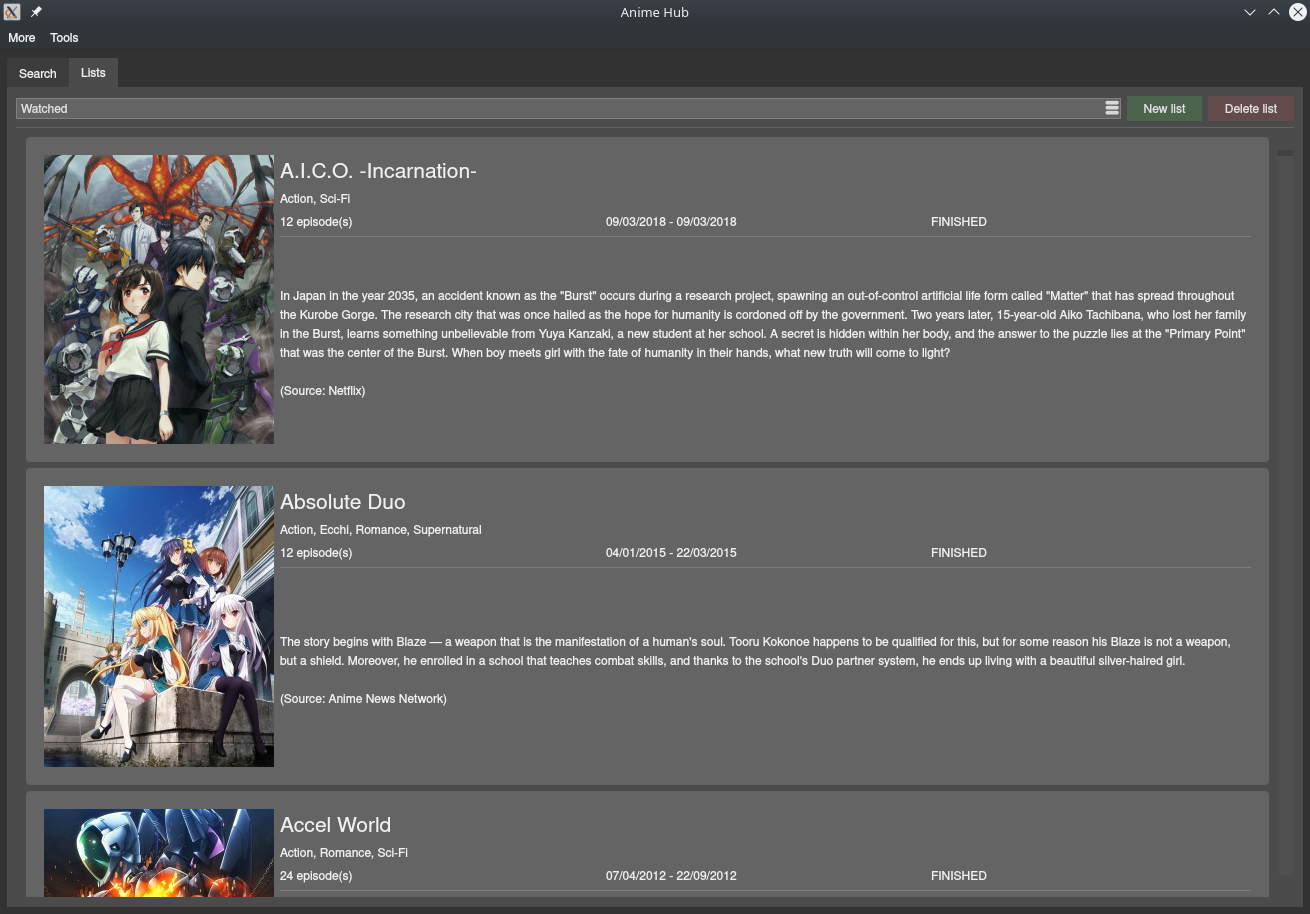 Anime Hub
More Tools
Search Lists
Watched New list Delete list
A.I.C.O. -Incarnation-
Action, Sci-Fi
12 episode(s) 09/03/2018 - 09/03/2018 FINISHED
In Japan in the year 2035, an accident known as the "Burst" occurs during a research project, spawning an out-of-control artificial life form called "Matter" that has spread throughout
the Kurobe Gorge. The research city that was once hailed as the hope for humanity is cordoned off by the government. Two years later, 15-year-old Aiko Tachibana, who lost her family
in the Burst, learns something unbelievable from Yuya Kanzaki, a new student at her school. A secret is hidden within her body, and the answer to the puzzle lies at the "Primary Point"
that was the center of the Burst. When boy meets girl with the fate of humanity in their hands, what new truth will come to light?
(Source: Netflix)
Absolute Duo
Action, Ecchi, Romance, Supernatural
12 episode(s) 04/01/2015 - 22/03/2015 FINISHED
The story begins with Blaze — a weapon that is the manifestation of a human's soul. Tooru Kokonoe happens to be qualified for this, but for some reason his Blaze is not a weapon,
but a shield. Moreover, he enrolled in a school that teaches combat skills, and thanks to the school's Duo partner system, he ends up living with a beautiful silver-haired girl.
(Source: Anime News Network)
Accel World
Action, Romance, Sci-Fi
24 episode(s) 07/04/2012 - 22/09/2012 FINISHED